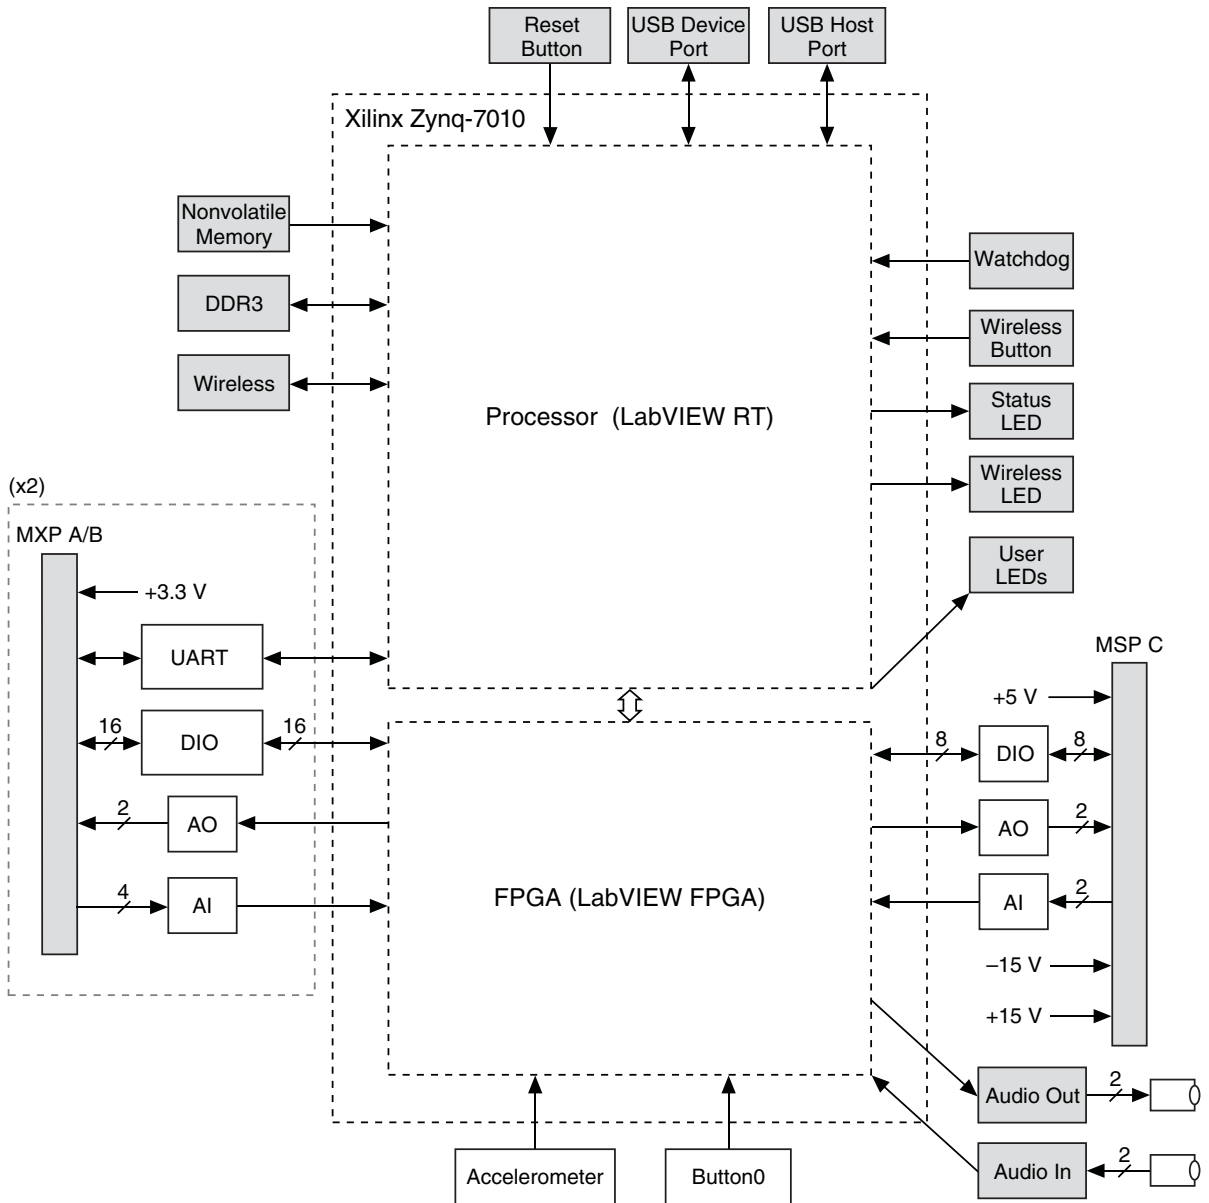 Reset
Button
USB Device
Port
USB Host
Port
Xilinx Zynq-7010
Nonvolatile
Memory
DDR3
Wireless
Processor (LabVIEW RT)
Watchdog
Wireless
Button
Status
LED
Wireless
LED
User
LEDs
(x2)
MXP A/B
+3.3 V
UART
16
DIO
16
2
AO
4
AI
FPGA (LabVIEW FPGA)
MSP C
+5 V
8
DIO
8
AO
2
AI
2
–15 V
+15 V
Audio Out
2
Audio In
2
Accelerometer
Button0